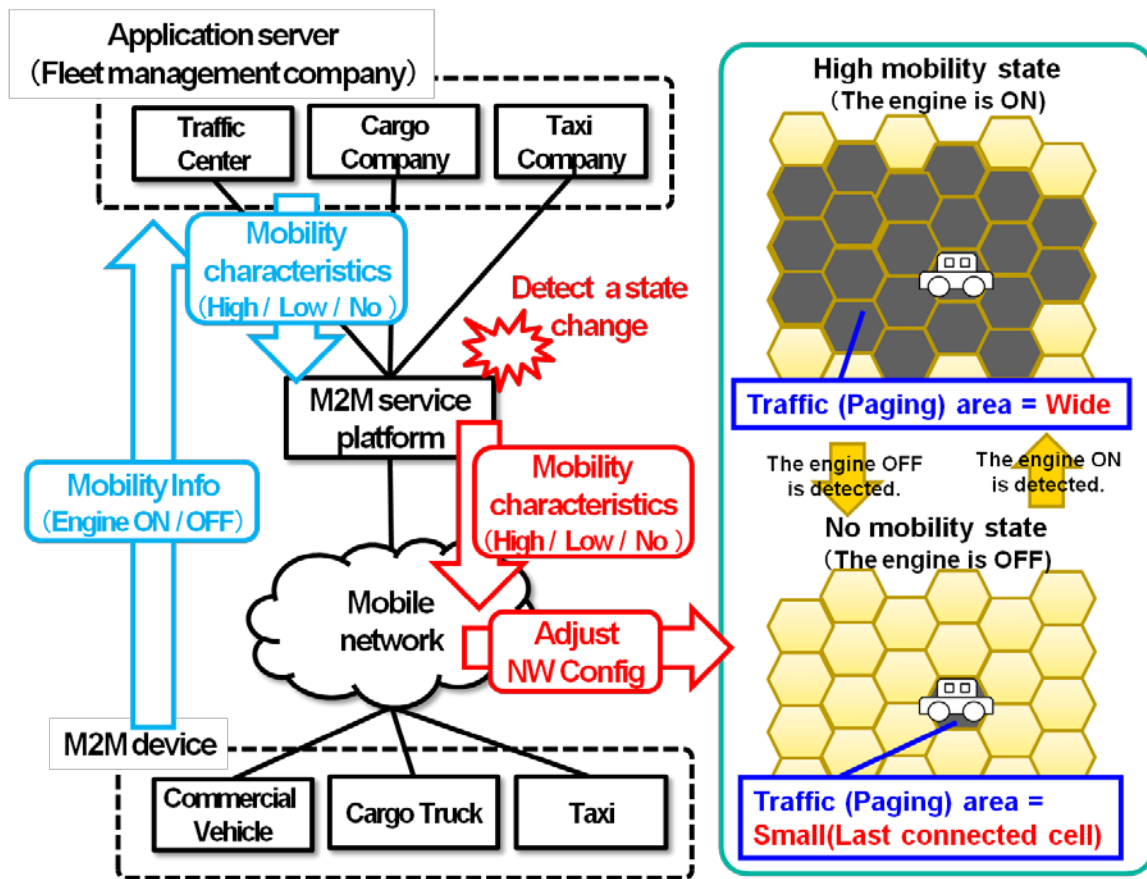 Application server
（Fleet management company）
Traffic
Center
Cargo
Company
Taxi
Company
Mobility
characteristics
（High / Low / No ）
Detect a state
change
M2M service
platform
Mobility Info
（Engine ON / OFF）
Mobility
characteristics
（High / Low / No ）
Mobile
network
Adjust
NW Config
M2M device
Commercial
Vehicle
Cargo Truck
Taxi
High mobility state
（The engine is ON）
Traffic (Paging) area = Wide
The engine OFF
is detected.
The engine ON
is detected.
No mobility state
（The engine is OFF）
Traffic (Paging) area =
Small(Last connected cell)